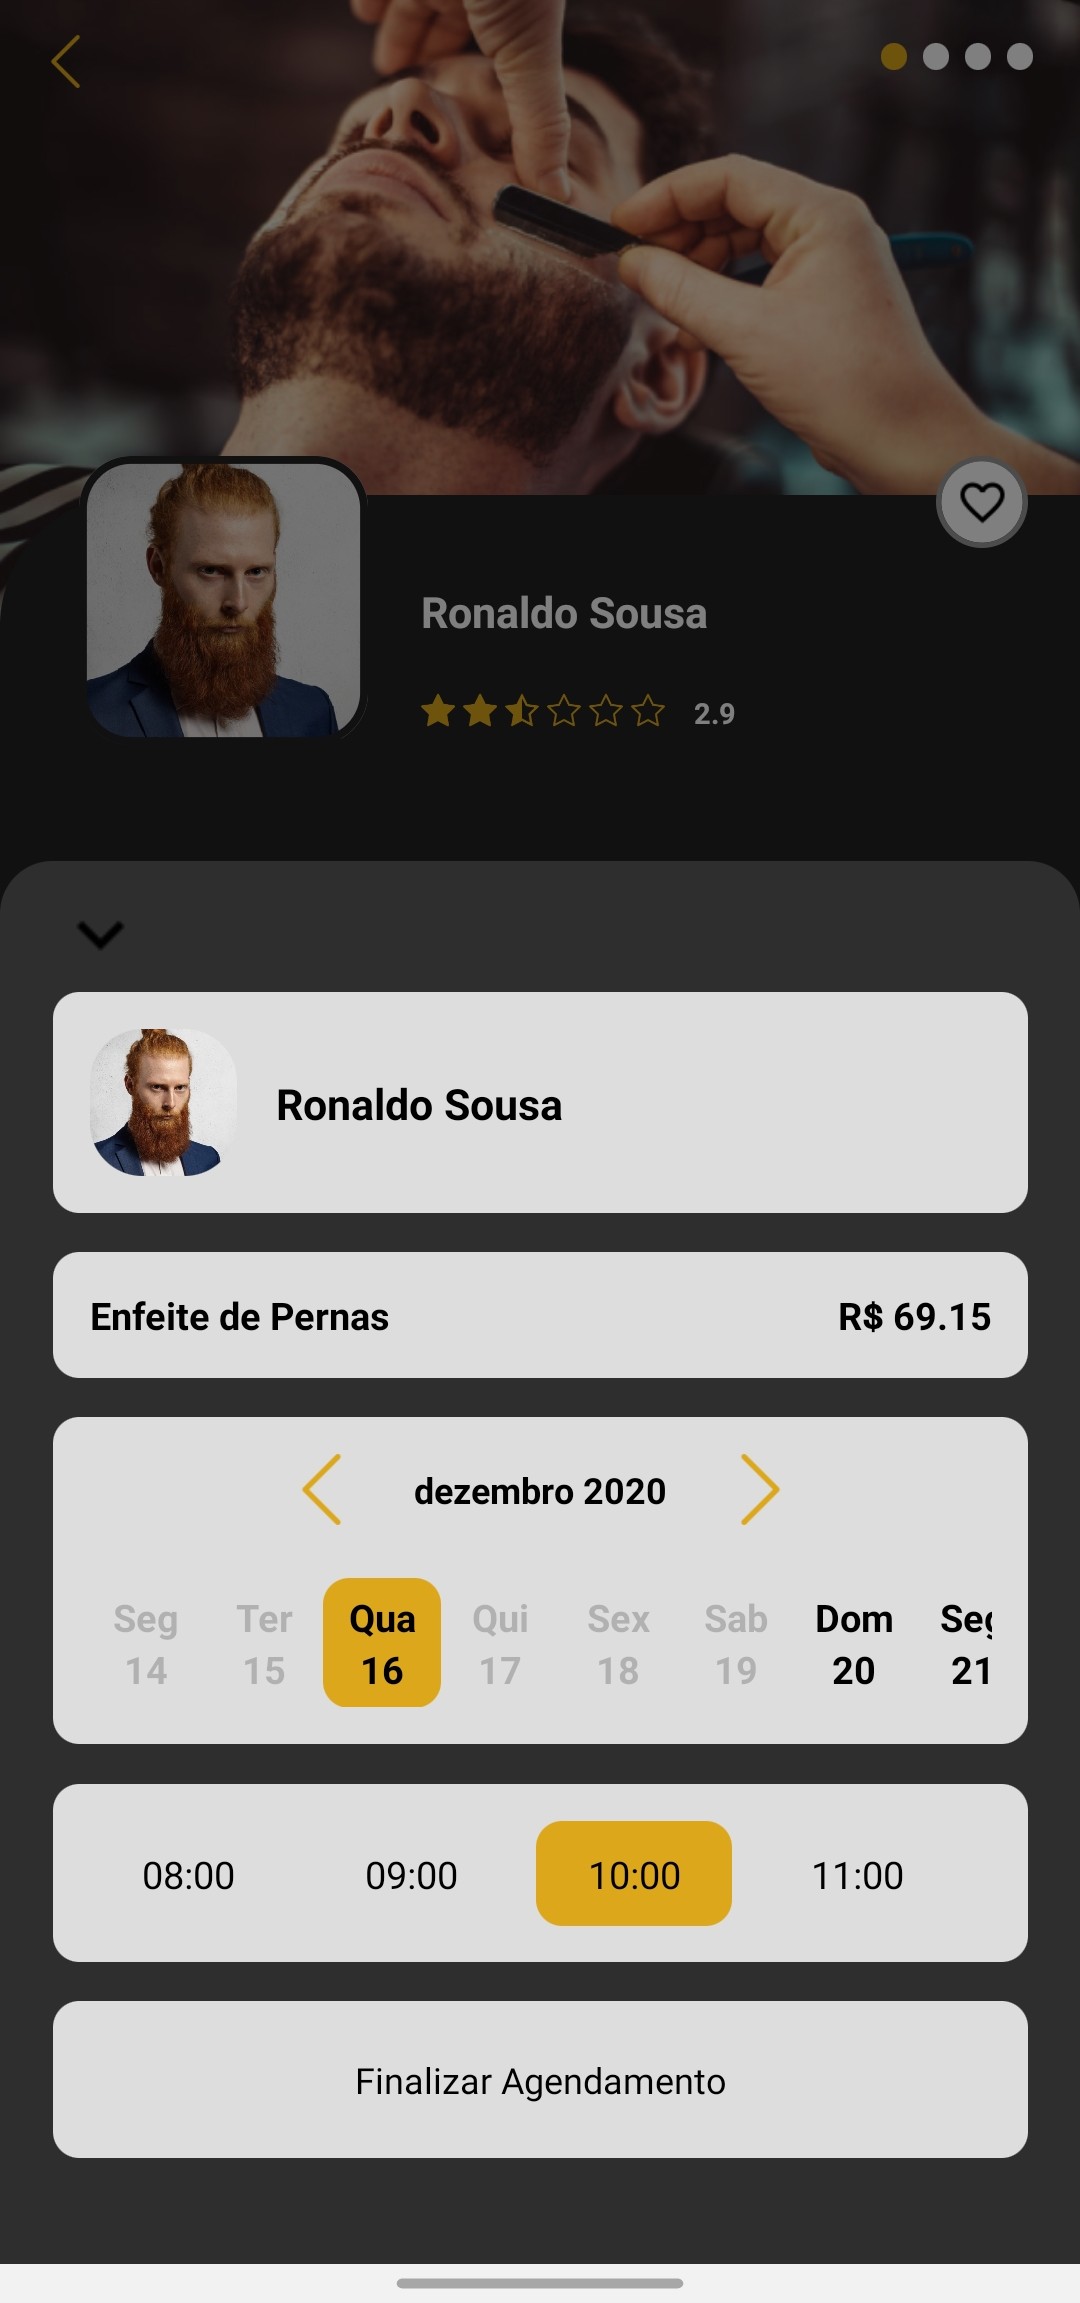 Ronaldo Sousa
2.9
Ronaldo Sousa
Enfeite de Pernas R$ 69.15
dezembro 2020
Seg Ter Qua Qui Sex Sab Dom Seg
14 15 16 17 18 19 20 21
08:00 09:00 10:00 11:00
Finalizar Agendamento